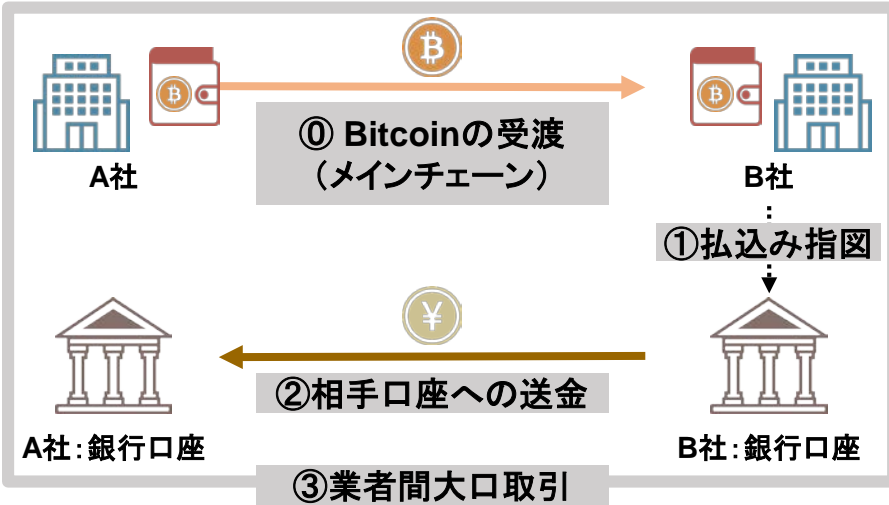 ⓪ Bitcoinの受渡
（メインチェーン）
A社
B社
①払込み指図
¥
②相手口座への送金
A社：銀行口座
B社：銀行口座
③業者間大口取引